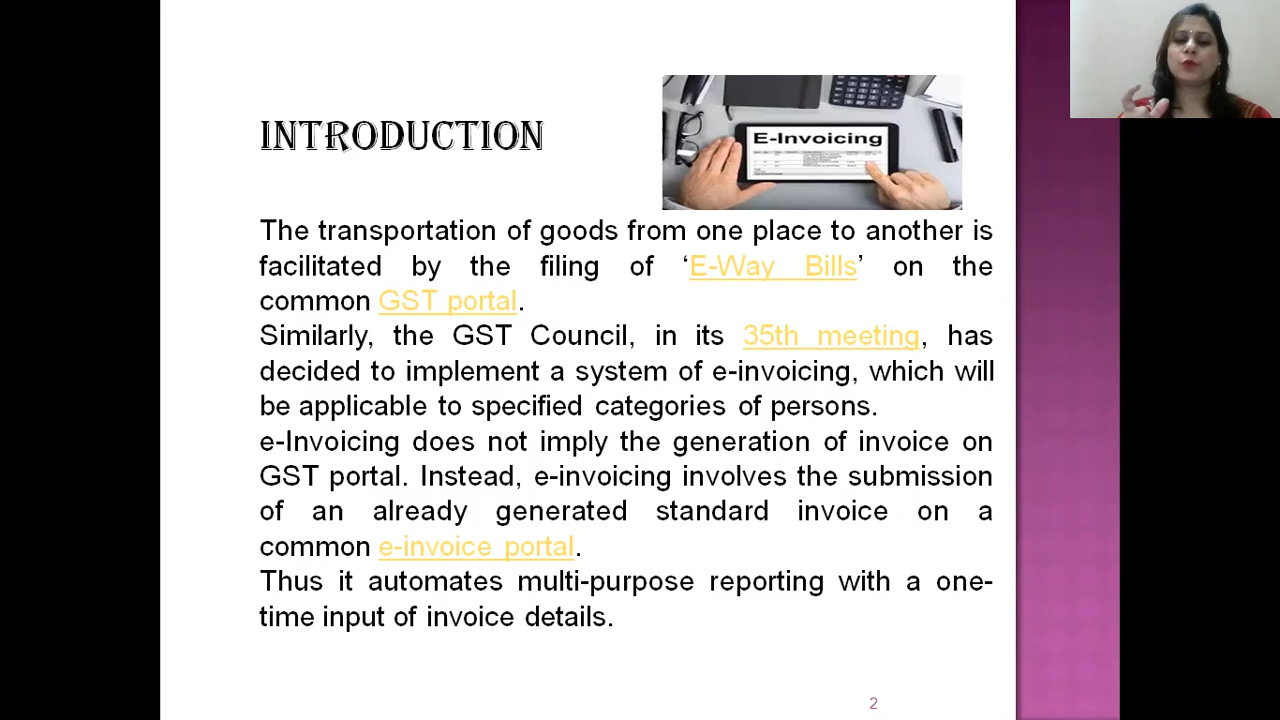 INTRODUCTION
E-Invoicing
The transportation of goods from one place to another is
facilitated by the filing of ‘E-Way Bills’ on the
common GST portal.
Similarly, the GST Council, in its 35th meeting, has
decided to implement a system of e-invoicing, which will
be applicable to specified categories of persons.
e-Invoicing does not imply the generation of invoice on
GST portal. Instead, e-invoicing involves the submission
of an already generated standard invoice on a
common e-invoice portal.
Thus it automates multi-purpose reporting with a one-
time input of invoice details.
2